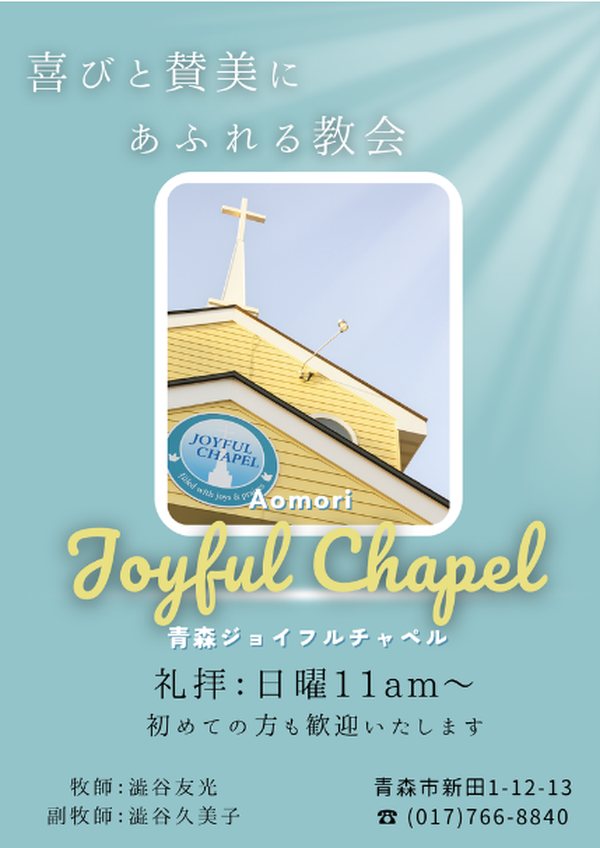 喜びと賛美に
あふれる教会
JOYFUL
CHAPEL
filled with joys &
Aomori
Joyful Chapel
青森ジョイフルチャペル
礼拝:日曜11am～
初めての方も歓迎いたします
牧師:澁谷友光
副牧師:澁谷久美子
青森市新田1-12-13
☎ (017)766-8840